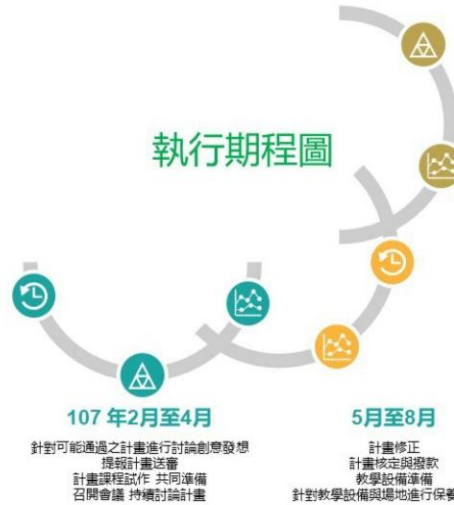 執行期程圖
107 年2月至4月
針對可能通過之計畫進行討論創意發想
提報計畫送審
計畫課程試作 共同準備
召開會議 持續討論計畫
5月至8月
計畫修正
計畫核定與撥款
教學設備準備
針對教學設備與場地進行保養